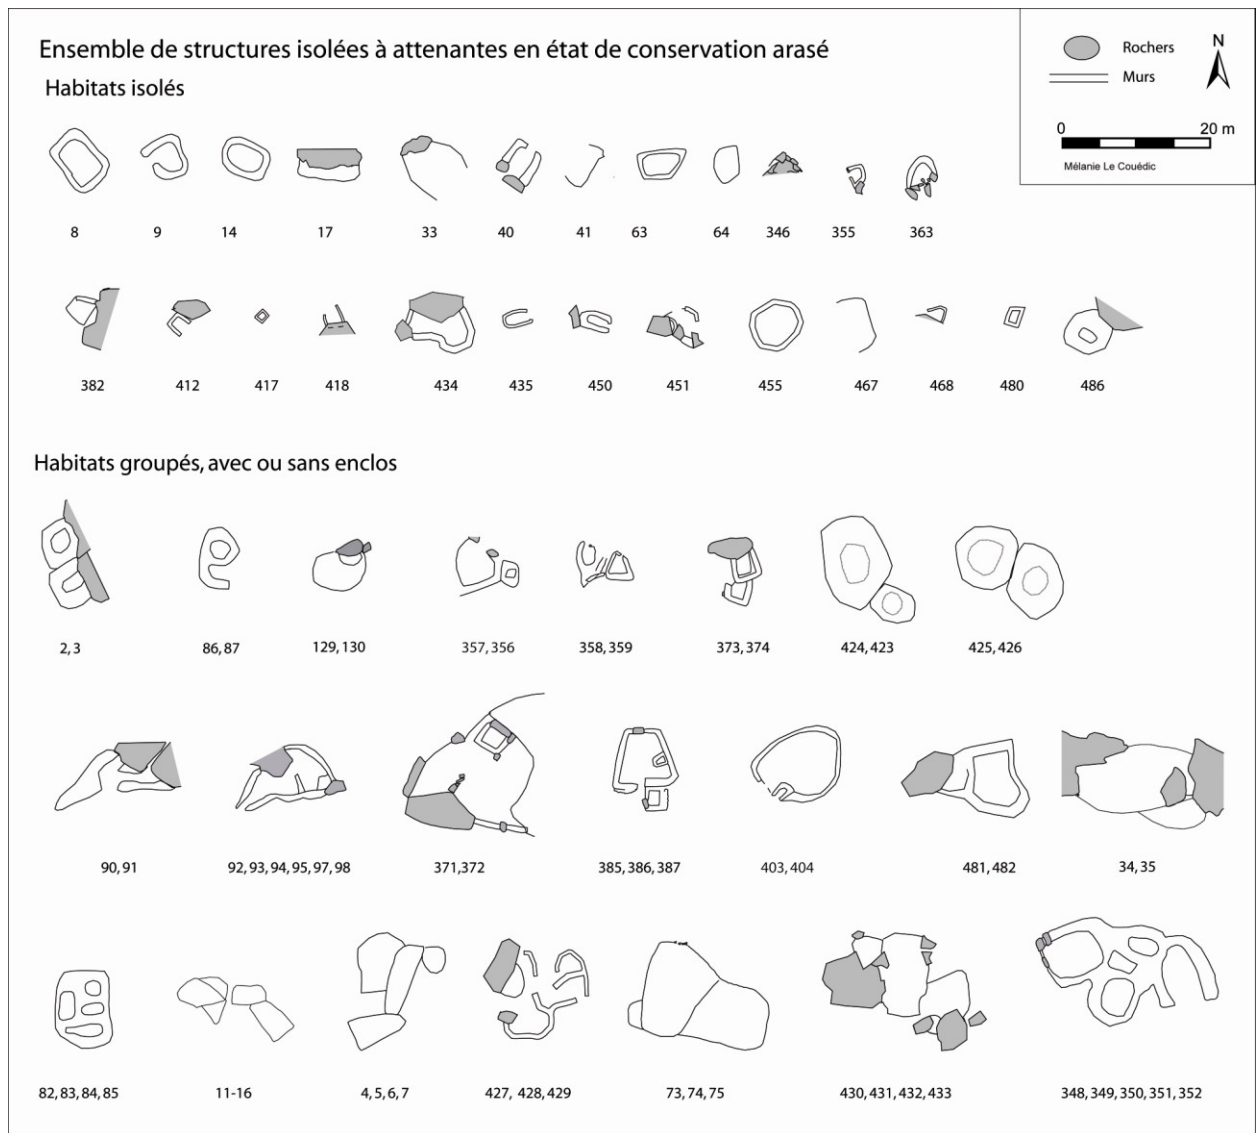 Ensemble de structures isolées à attenantes en état de conservation arasé
Habitats isolés
Rochers
Murs
N
0 20 m
Mélanie Le Couédic
8 9 14 17 33 40 41 63 64 346 355 363
382 412 417 418 434 435 450 451 455 467 468 480 486
Habitats groupés, avec ou sans enclos
2,3 86,87 129,130 357,356 358,359 373,374 424,423 425,426
90,91 92,93,94,95,97,98 371,372 385,386,387 403,404 481,482 34,35
82,83,84,85 11-16 4,5,6,7 427, 428,429 73,74,75 430,431,432,433 348,349,350,351,352